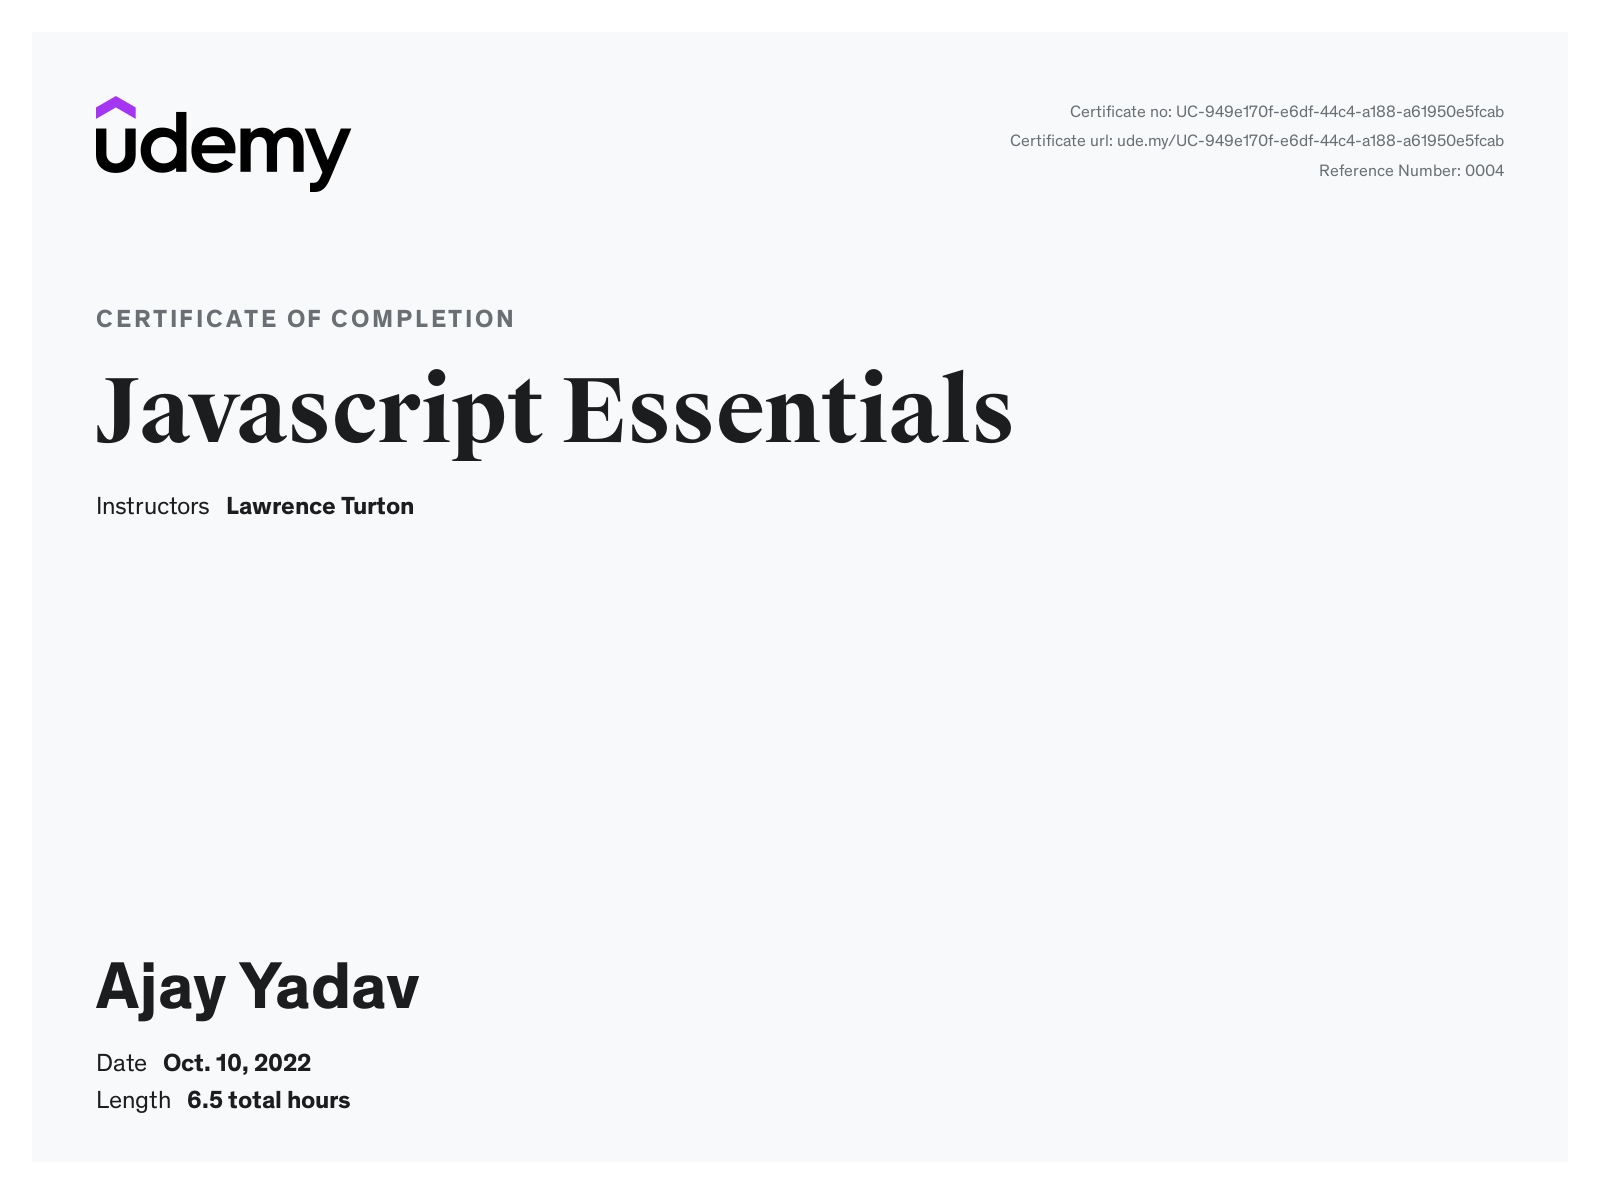 udemy
Certificate no: UC-949e170f-e6df-44c4-a188-a61950e5fcab
Certificate url: ude.my/UC-949e170f-e6df-44c4-a188-a61950e5fcab
Reference Number: 0004
CERTIFICATE OF COMPLETION
Javascript Essentials
Instructors Lawrence Turton
Ajay Yadav
Date Oct. 10, 2022
Length 6.5 total hours